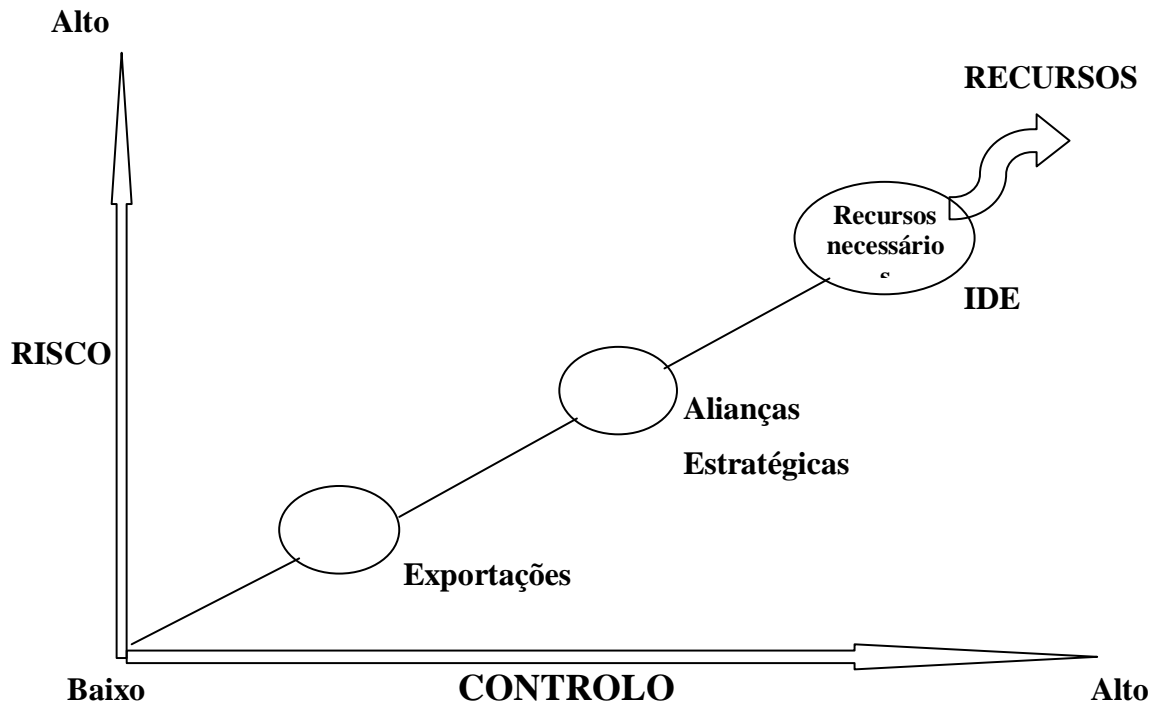 Alto
RECURSOS
Recursos
necessário
s
IDE
RISCO
Alianças
Estratégicas
Exportações
Baixo
CONTROLO
Alto